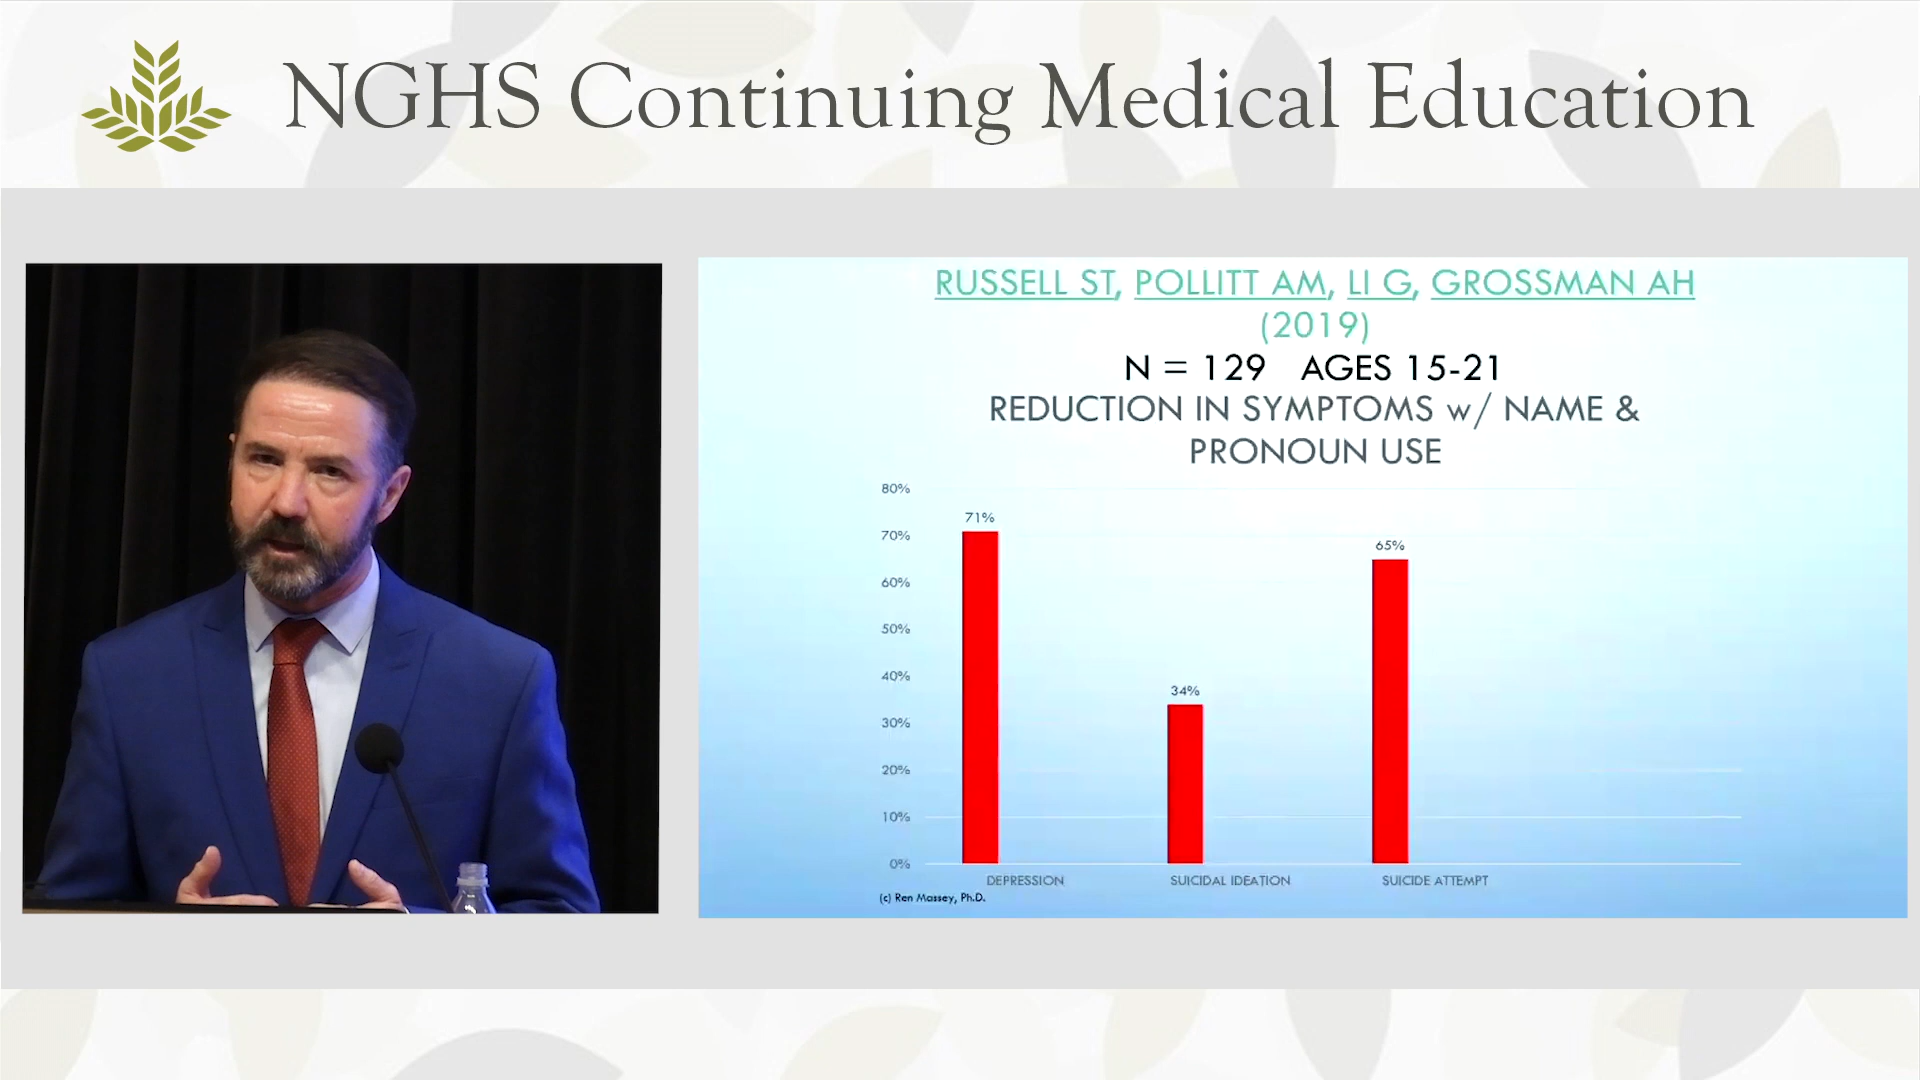 NGHS Continuing Medical Education
RUSSELL ST, POLLITT AM, LI G, GROSSMAN AH
(2019)
N = 129 AGES 15-21
REDUCTION IN SYMPTOMS w/ NAME &
PRONOUN USE
80%
70%
60%
50%
40%
30%
20%
10%
0%
71%
34%
65%
DEPRESSION
SUICIDAL IDEATION
SUICIDE ATTEMPT
(c) Ren Massey, Ph.D.